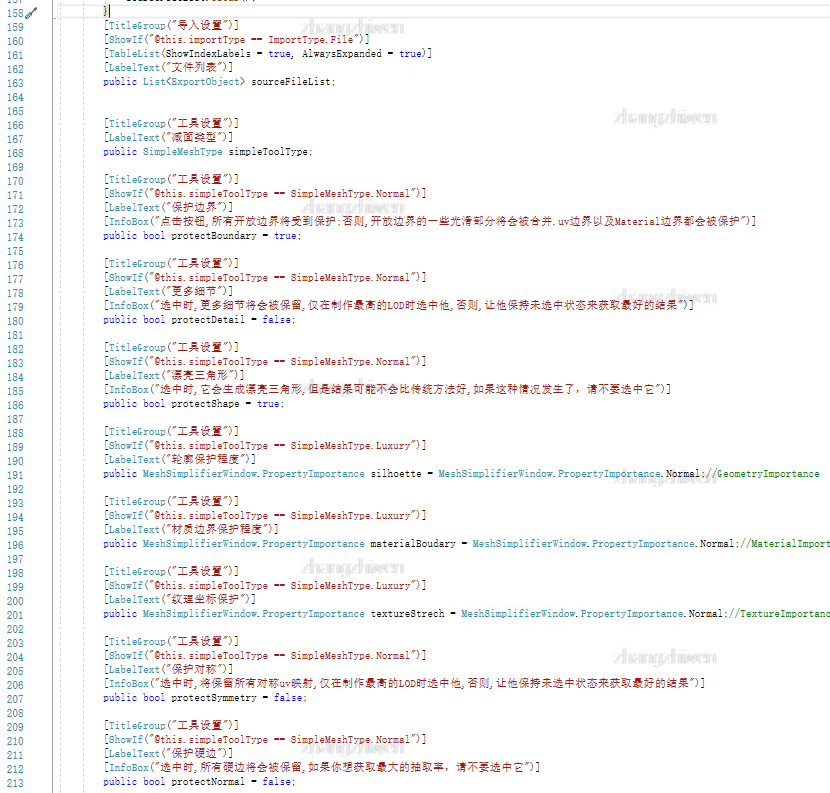 158 }
159 [TitleGroup("导入设置")]
160 [ShowIf("@this.importType == ImportType.File")]
161 [TableList(ShowIndexLabels = true, AlwaysExpanded = true)]
162 [LabelText("文件列表")]
163 public List<ExportObject> sourceFileList;
164
165
166 [TitleGroup("工具设置")]
167 [LabelText("减面类型")]
168 public SimpleMeshType simpleToolType;
169
170 [TitleGroup("工具设置")]
171 [ShowIf("@this.simpleToolType == SimpleMeshType.Normal")]
172 [LabelText("保护边界")]
173 [InfoBox("点击按钮,所有开放边界将受到保护:否则,开放边界的一些光滑部分将会被合并.uv边界以及Material边界都会被保护")]
174 public bool protectBoundary = true;
175
176 [TitleGroup("工具设置")]
177 [ShowIf("@this.simpleToolType == SimpleMeshType.Normal")]
178 [LabelText("更多细节")]
179 [InfoBox("选中时,更多细节将会被保留,仅在制作最高的LOD时选中他,否则,让他保持未选中状态来获取最好的结果")]
180 public bool protectDetail = false;
181
182 [TitleGroup("工具设置")]
183 [ShowIf("@this.simpleToolType == SimpleMeshType.Normal")]
184 [LabelText("漂亮三角形")]
185 [InfoBox("选中时,它会生成漂亮三角形,但是结果可能不会比传统方法好,如果这种情况发生了，请不要选中它")]
186 public bool protectShape = true;
187
188 [TitleGroup("工具设置")]
189 [ShowIf("@this.simpleToolType == SimpleMeshType.Luxury")]
190 [LabelText("轮廓保护程度")]
191 public MeshSimplifierWindow.PropertyImportance silhoette = MeshSimplifierWindow.PropertyImportance.Normal;//GeometryImportance
192
193 [TitleGroup("工具设置")]
194 [ShowIf("@this.simpleToolType == SimpleMeshType.Luxury")]
195 [LabelText("材质边界保护程度")]
196 public MeshSimplifierWindow.PropertyImportance materialBoudary = MeshSimplifierWindow.PropertyImportance.Normal;//MaterialImport
197
198 [TitleGroup("工具设置")]
199 [ShowIf("@this.simpleToolType == SimpleMeshType.Luxury")]
200 [LabelText("纹理坐标保护")]
201 public MeshSimplifierWindow.PropertyImportance textureStrech = MeshSimplifierWindow.PropertyImportance.Normal;//TextureImportanc
202
203 [TitleGroup("工具设置")]
204 [ShowIf("@this.simpleToolType == SimpleMeshType.Normal")]
205 [LabelText("保护对称")]
206 [InfoBox("选中时,将保留所有对称uv映射,仅在制作最高的LOD时选中他,否则,让他保持未选中状态来获取最好的结果")]
207 public bool protectSymmetry = false;
208
209 [TitleGroup("工具设置")]
210 [ShowIf("@this.simpleToolType == SimpleMeshType.Normal")]
211 [LabelText("保护硬边")]
212 [InfoBox("选中时,所有硬边将会被保留,如果你想获取最大的抽取率，请不要选中它")]
213 public bool protectNormal = false;